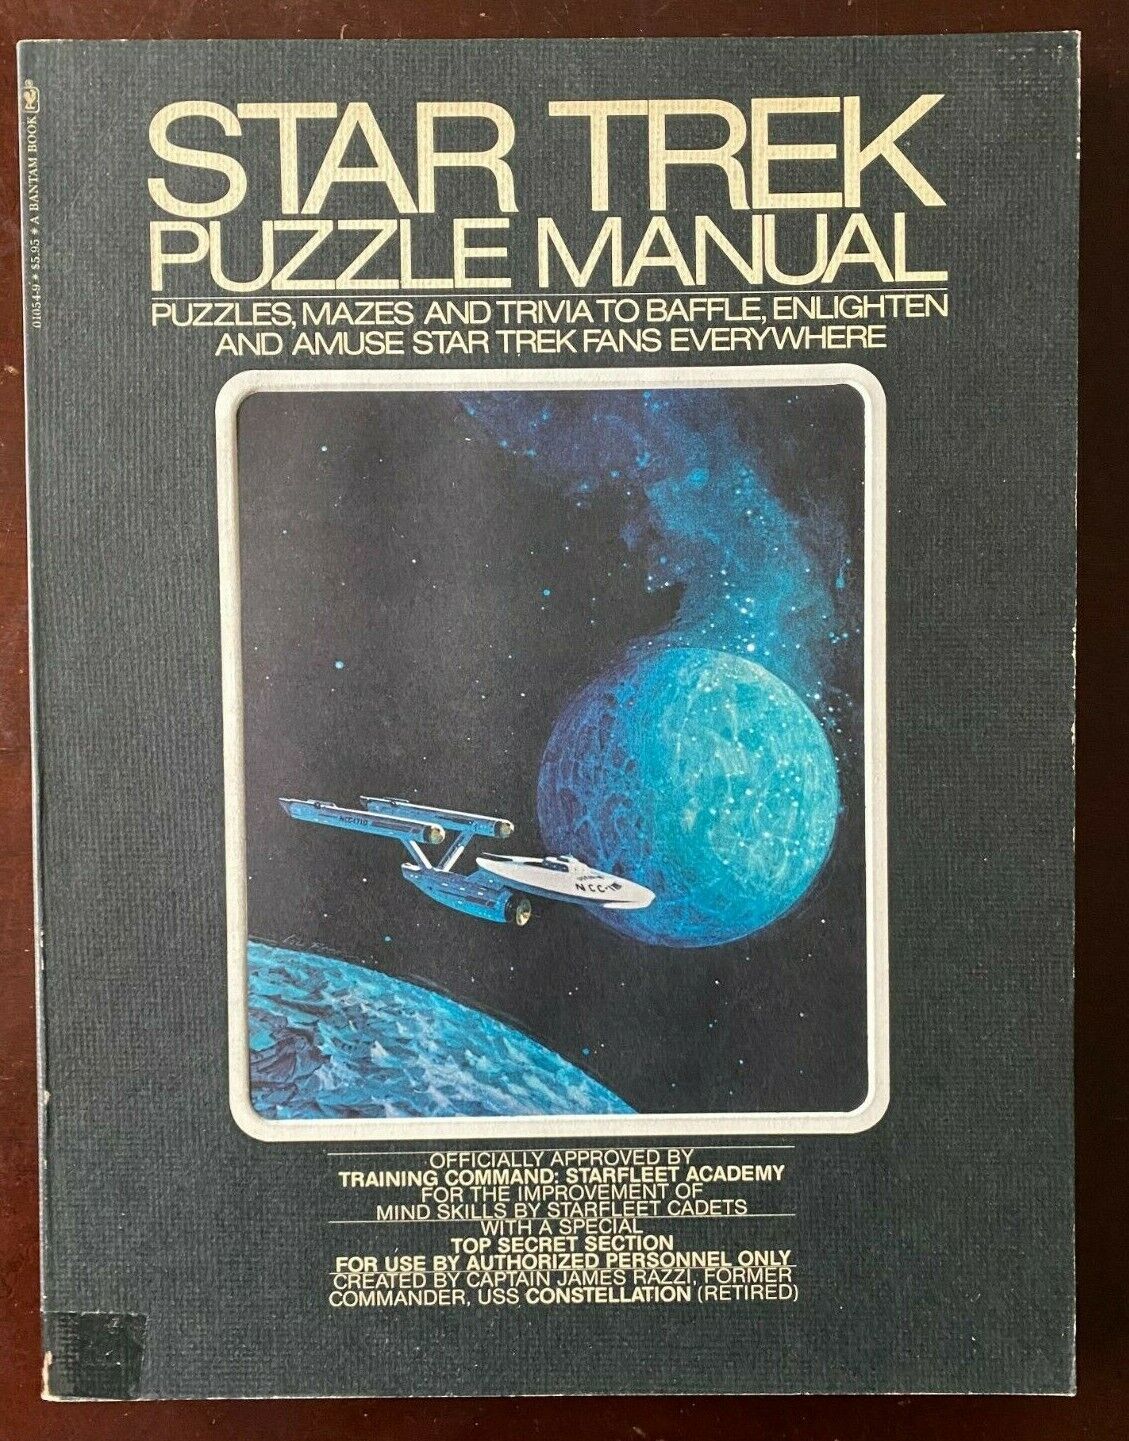 01054-9 * $5.95 * A BANTAM BOOK
STAR TREK
PUZZLE MANUAL
PUZZLES, MAZES AND TRIVIA TO BAFFLE, ENLIGHTEN
AND AMUSE STAR TREK FANS EVERYWHERE
NCC-1
OFFICIALLY APPROVED BY
TRAINING COMMAND: STARFLEET ACADEMY
FOR THE IMPROVEMENT OF
MIND SKILLS BY STARFLEET CADETS
WITH A SPECIAL
TOP SECRET SECTION
FOR USE BY AUTHORIZED PERSONNEL ONLY
CREATED BY CAPTAIN JAMES RAZZI, FORMER
COMMANDER, USS CONSTELLATION (RETIRED)